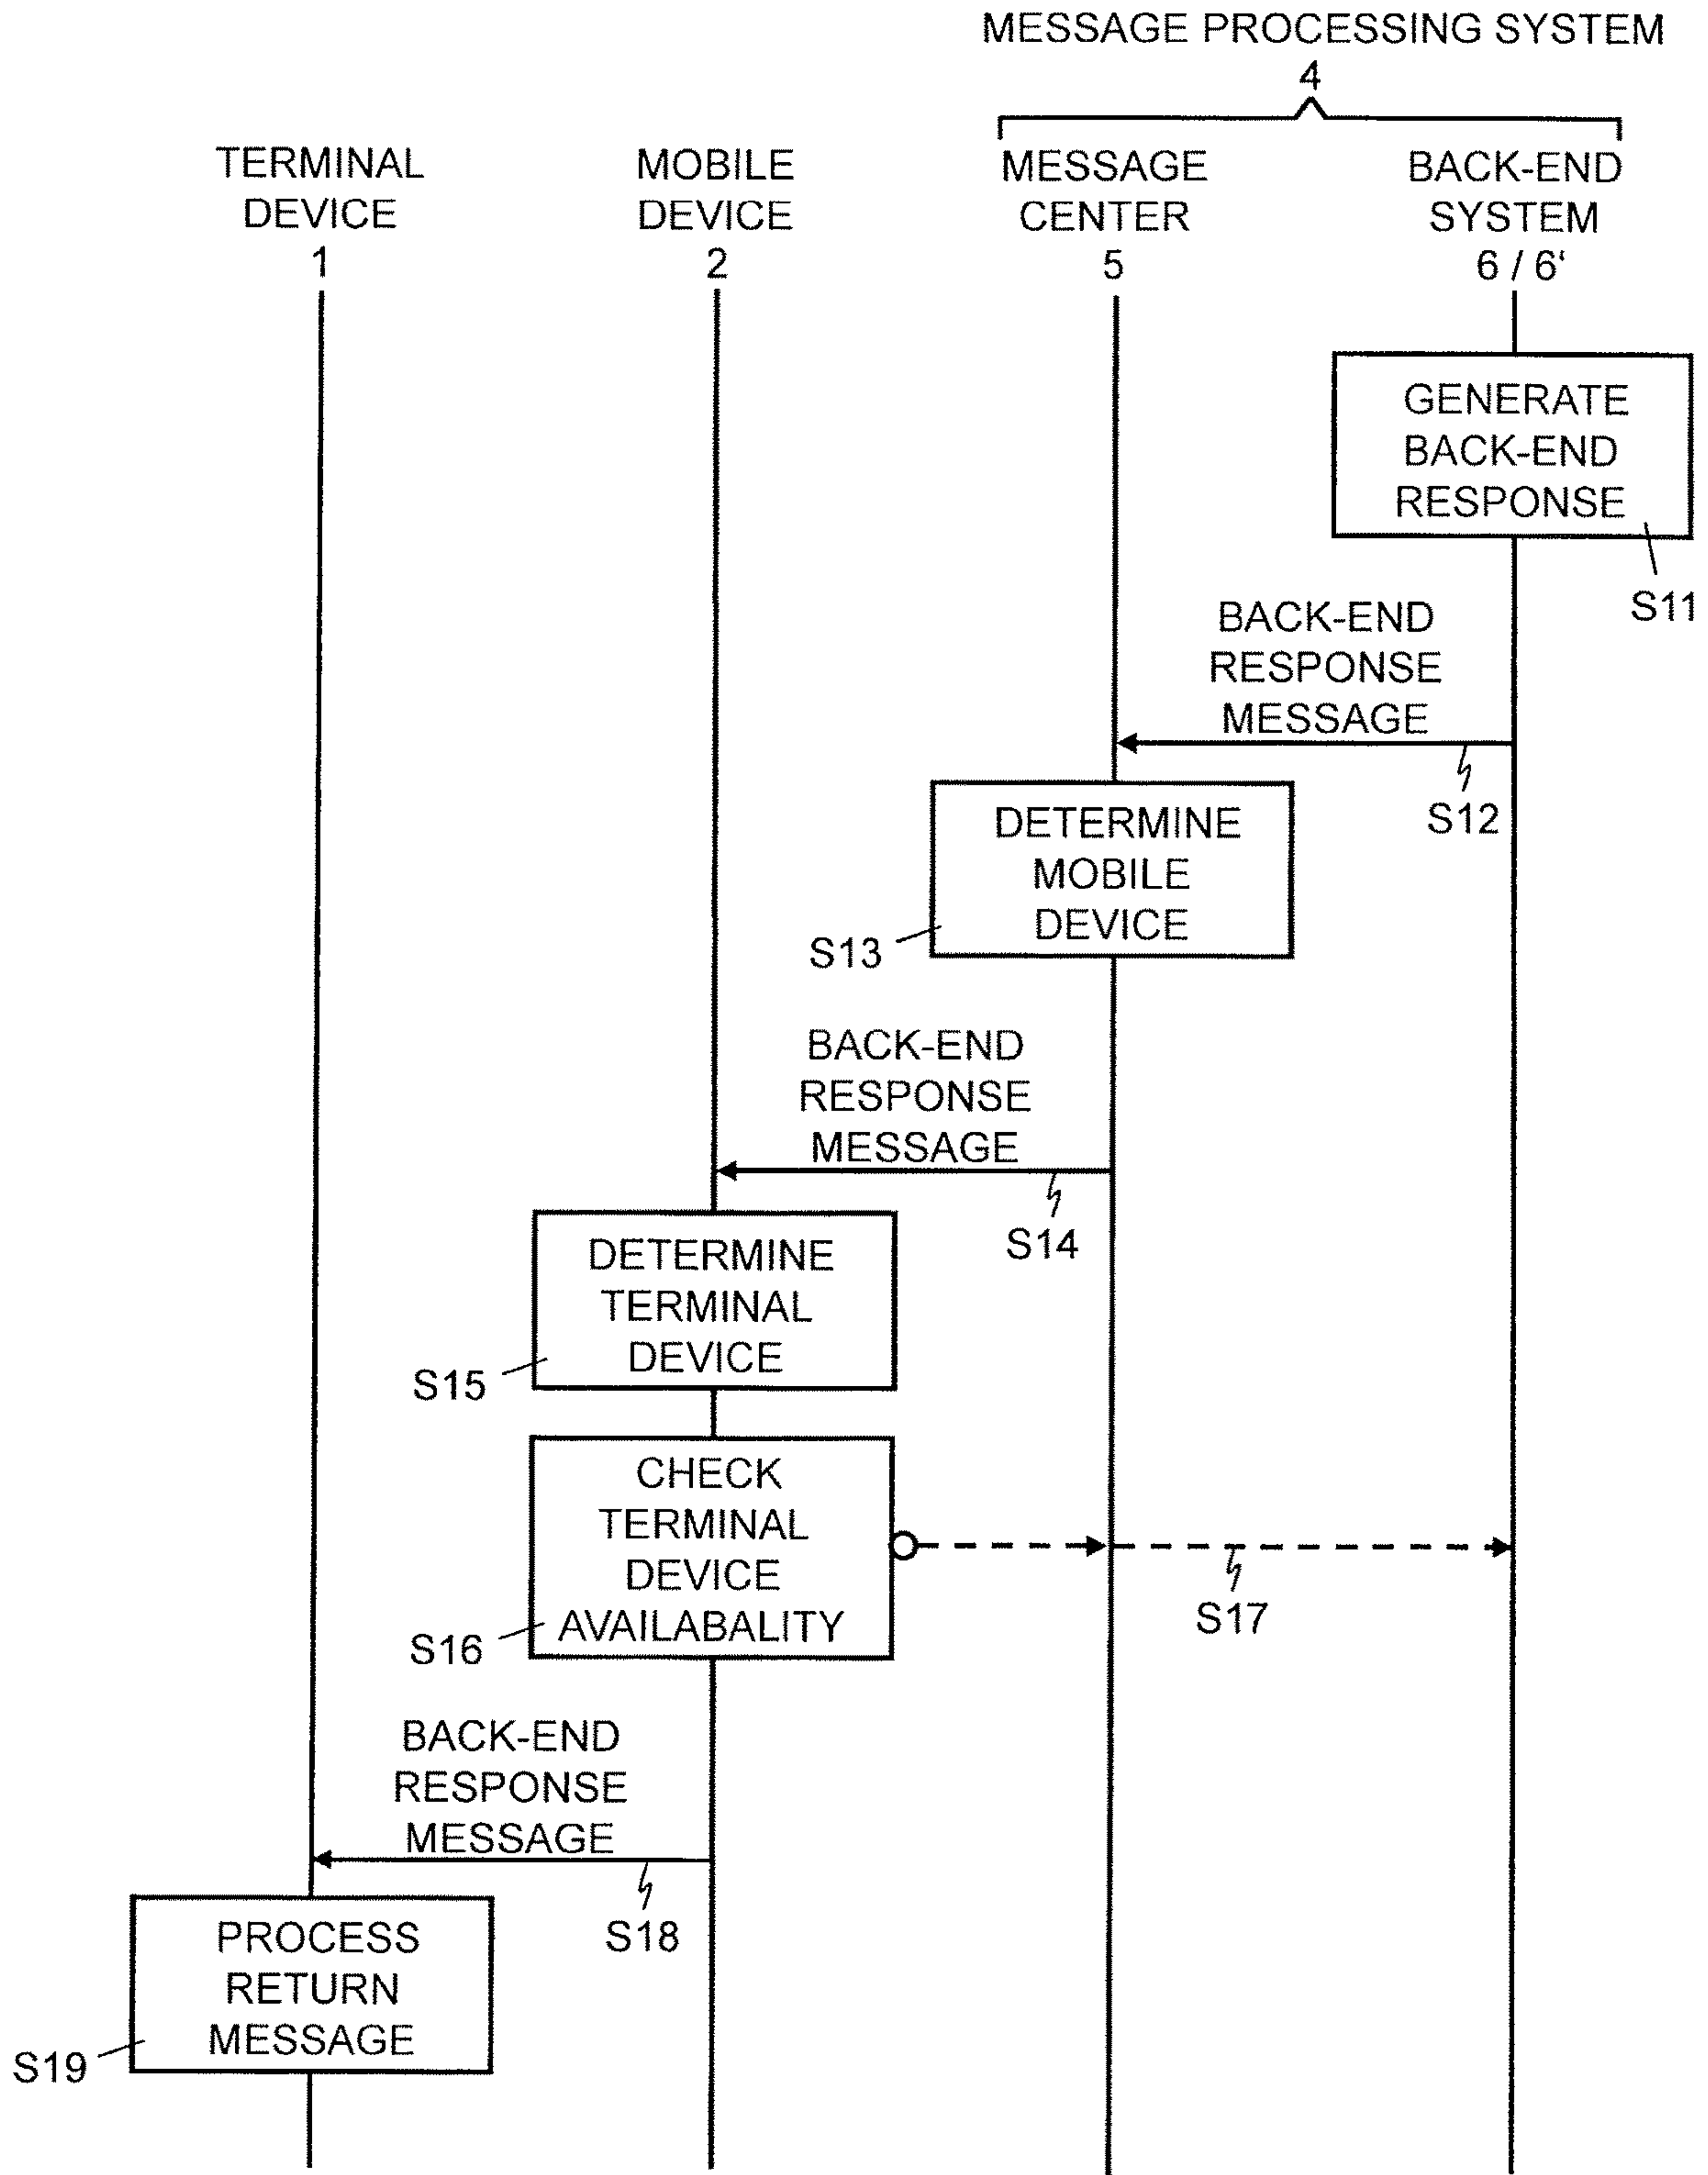 MESSAGE PROCESSING SYSTEM
4
TERMINAL
DEVICE
1
MOBILE
DEVICE
2
MESSAGE
CENTER
5
BACK-END
SYSTEM
6 / 6‘
GENERATE
BACK-END
RESPONSE
S11
BACK-END
RESPONSE
MESSAGE
S12
DETERMINE
MOBILE
DEVICE
S13
BACK-END
RESPONSE
MESSAGE
S14
DETERMINE
TERMINAL
DEVICE
S15
CHECK
TERMINAL
DEVICE
AVAILABALITY
S16
S17
BACK-END
RESPONSE
MESSAGE
S18
PROCESS
RETURN
MESSAGE
S19